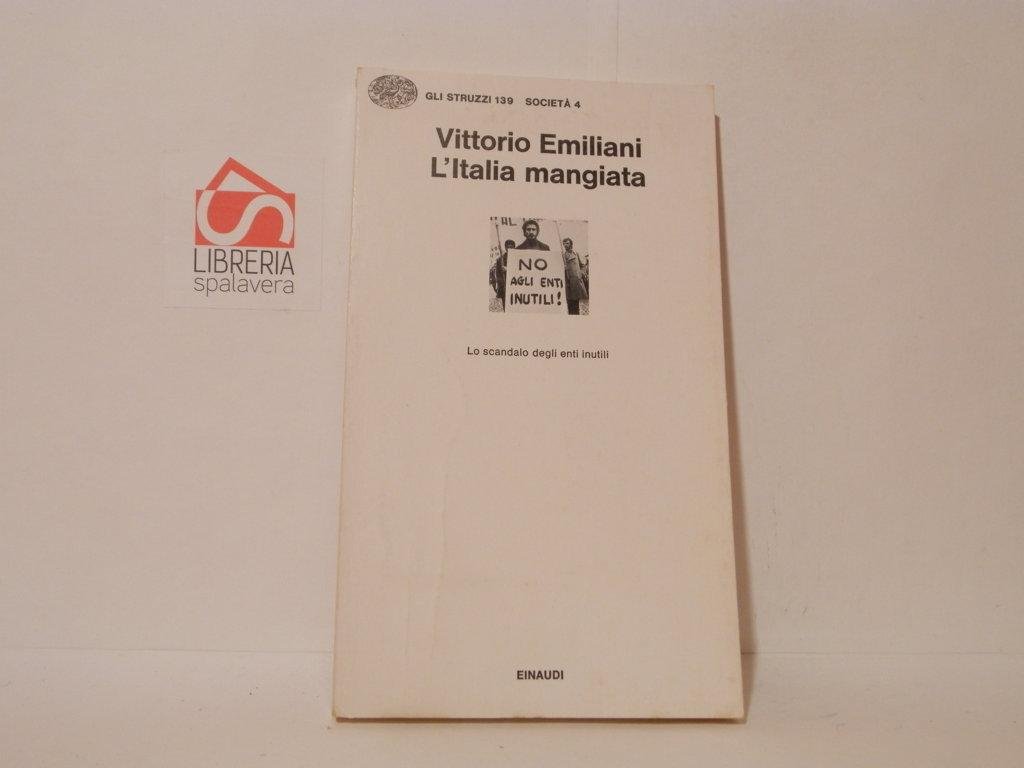 GLI STRUZZI 139 SOCIETÀ 4
Vittorio Emiliani
L'Italia mangiata
NO
AGLI ENTI
INUTILI!
Lo scandalo degli enti inutili
EINAUDI
LIBRERIA
spalavera